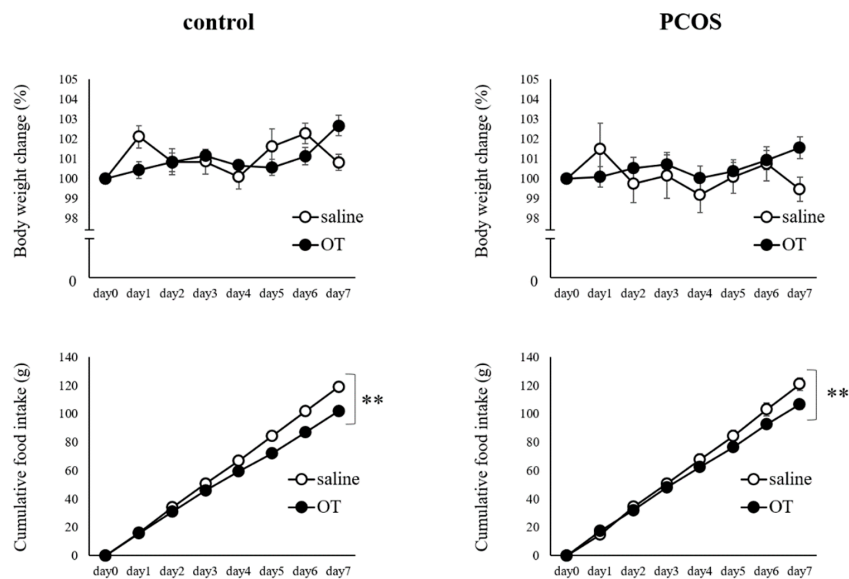 control
PCOS
Body weight change (%)
105
104
103
102
101
100
99
98
0
day0 day1 day2 day3 day4 day5 day6 day7
saline
OT
Body weight change (%)
105
104
103
102
101
100
99
98
0
day0 day1 day2 day3 day4 day5 day6 day7
saline
OT
Cumulative food intake (g)
140
120
100
80
60
40
20
0
day0 day1 day2 day3 day4 day5 day6 day7
saline
OT
**
Cumulative food intake (g)
140
120
100
80
60
40
20
0
day0 day1 day2 day3 day4 day5 day6 day7
saline
OT
**